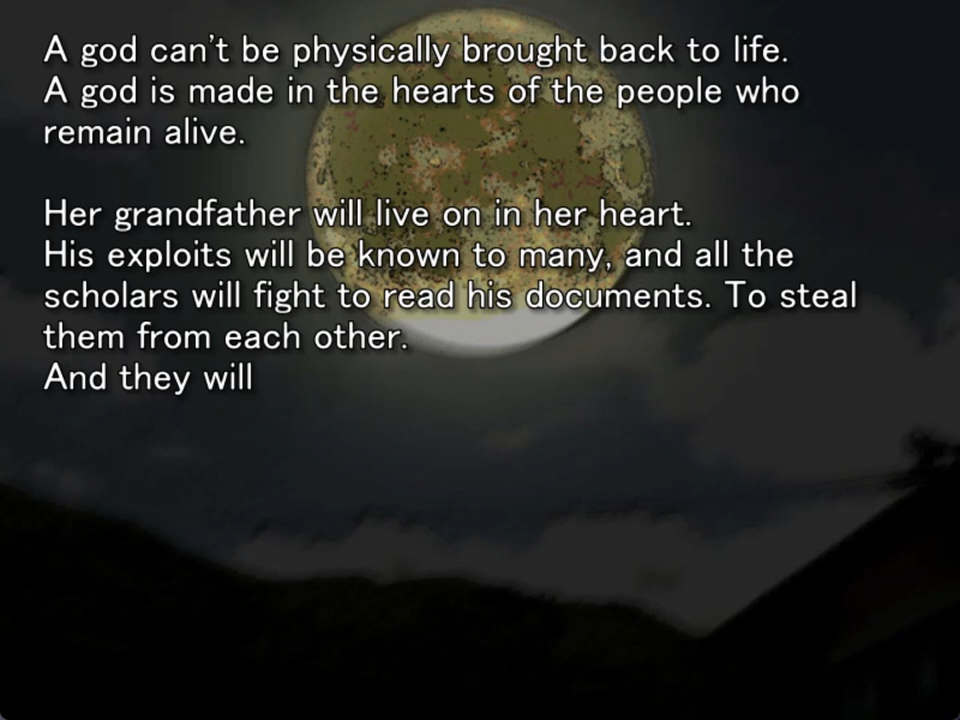 A god can't be physically brought back to life.
A god is made in the hearts of the people who
remain alive.
Her grandfather will live on in her heart.
His exploits will be known to many, and all the
scholars will fight to read his documents. To steal
them from each other.
And they will